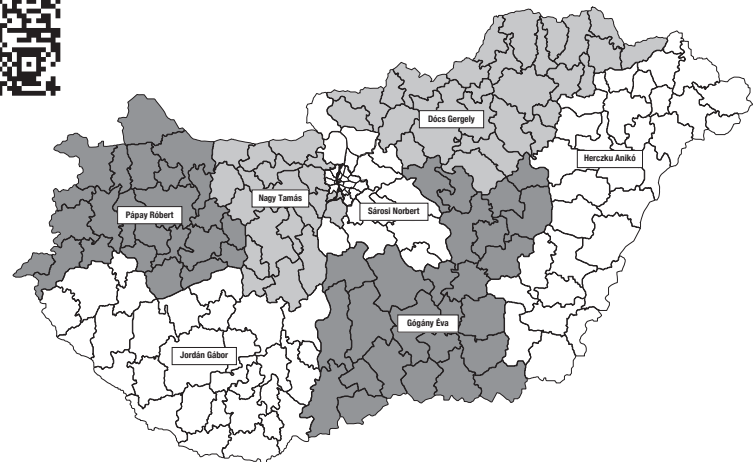 Dócs Gergely
Herczku Anikó
Nagy Tamás
Sárosi Norbert
Pápay Róbert
Gógány Éva
Jordán Gábor